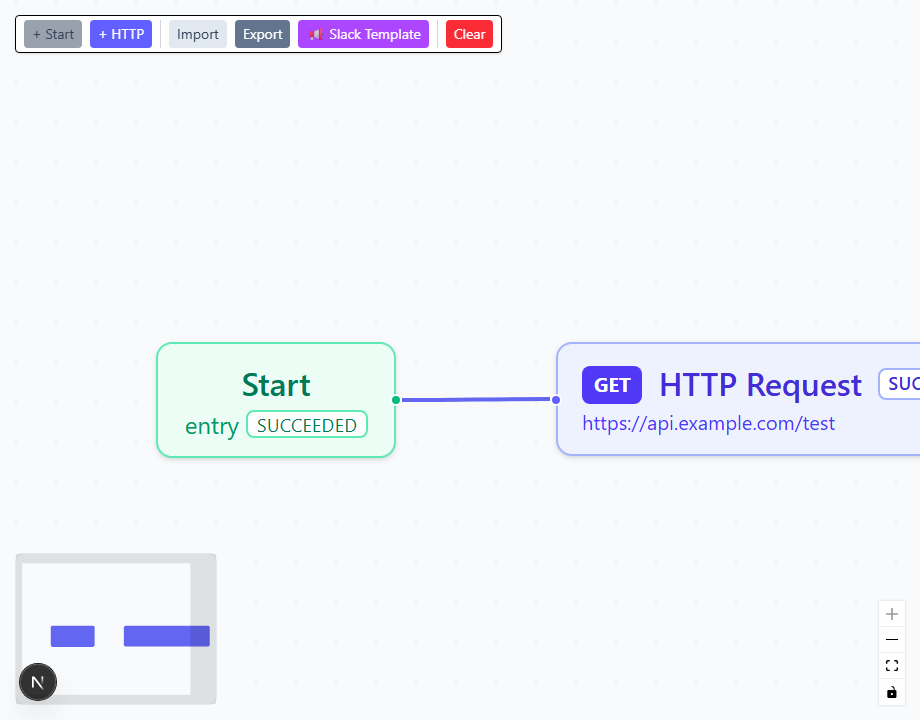 + Start
+ HTTP
Import
Export
Slack Template
Clear
Start
entry SUCCEEDED
GET HTTP Request SUC
https://api.example.com/test
N